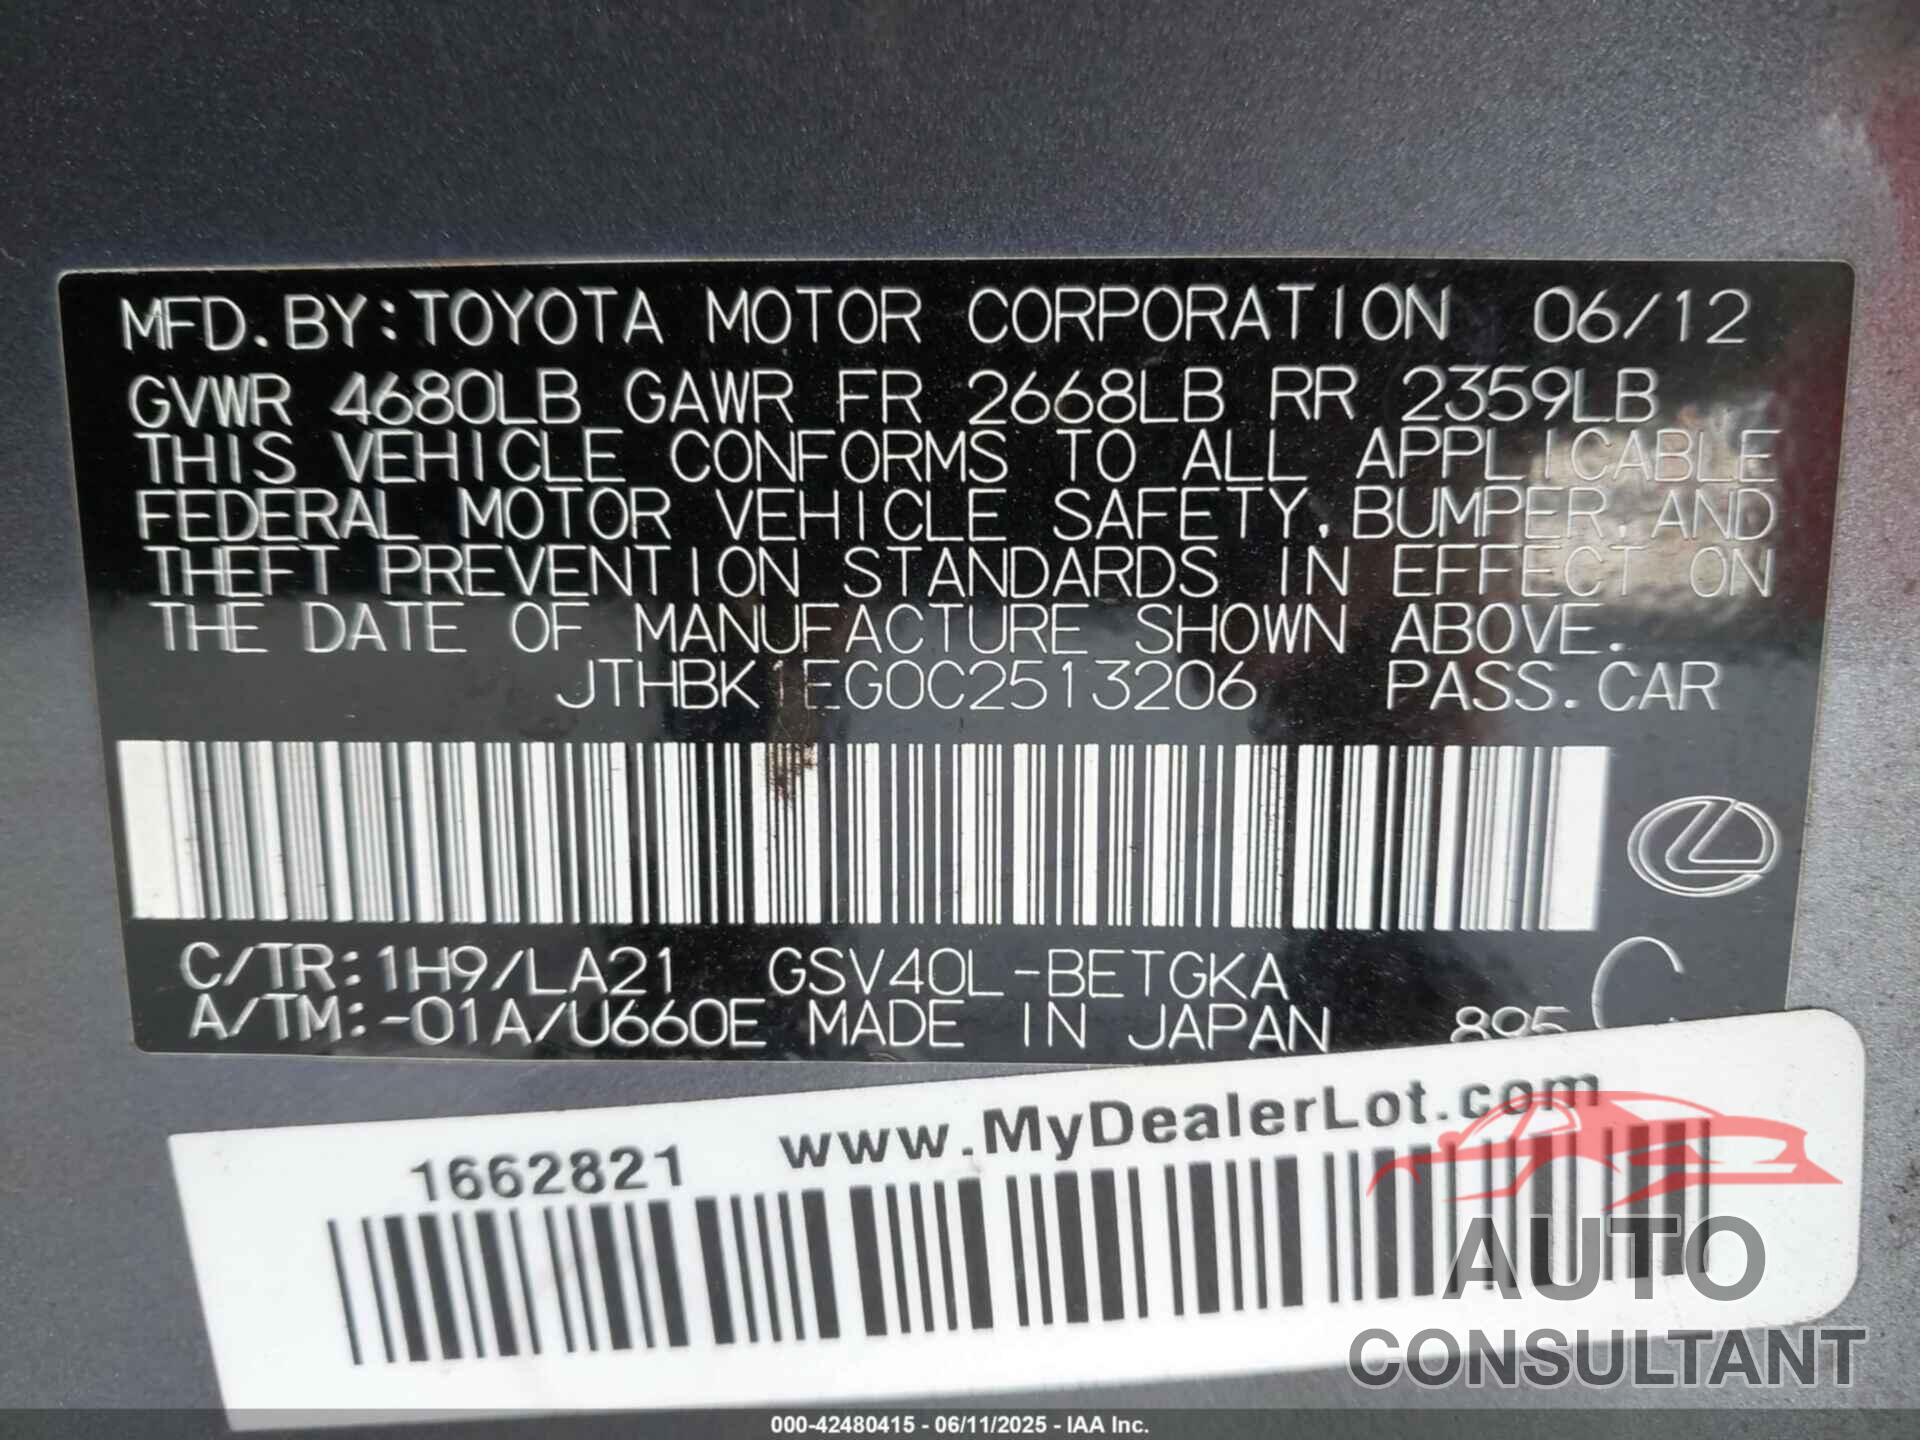 MFD.BY:TOYOTA MOTOR CORPORATION 06/12
GVWR 4680LB GAWR FR 2668LB RR 2359LB
THIS VEHICLE CONFORMS TO ALL APPLICABLE
FEDERAL MOTOR VEHICLE SAFETY,BUMPER,AND
THEFT PREVENTION STANDARDS IN EFFECT ON
THE DATE OF MANUFACTURE SHOWN ABOVE.
JTHBK1EG0C2513206 PASS.CAR
C/TR:1H9/LA21 GSV40L-BETGKA
A/TM:-01A/U660E MADE IN JAPAN 895
C
1662821 www.MyDealerLot.com
AUTO
CONSULTANT
000-42480415 - 06/11/2025 - IAA Inc.